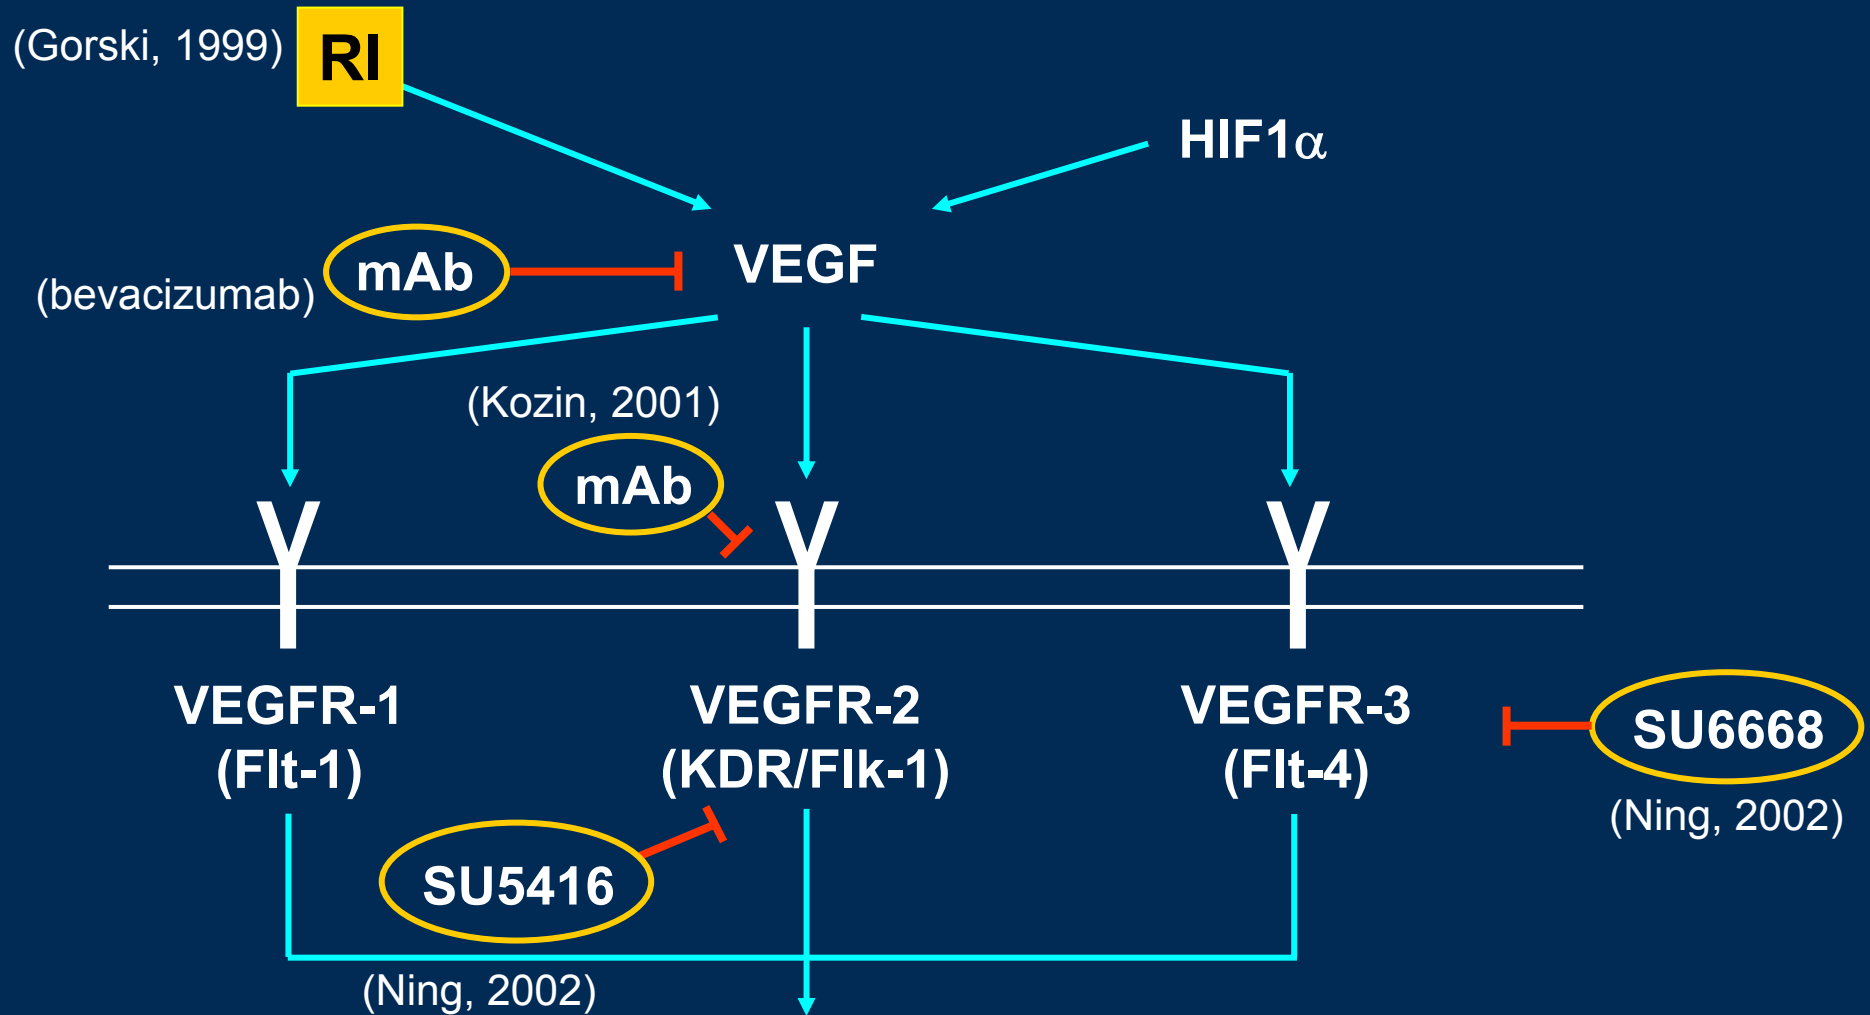 (Gorski, 1999)
RI
HIF1α
mAb
VEGF
(bevacizumab)
(Kozin, 2001)
mAb
VEGFR-1
(Flt-1)
VEGFR-2
(KDR/Flk-1)
VEGFR-3
(Flt-4)
SU6668
(Ning, 2002)
SU5416
(Ning, 2002)